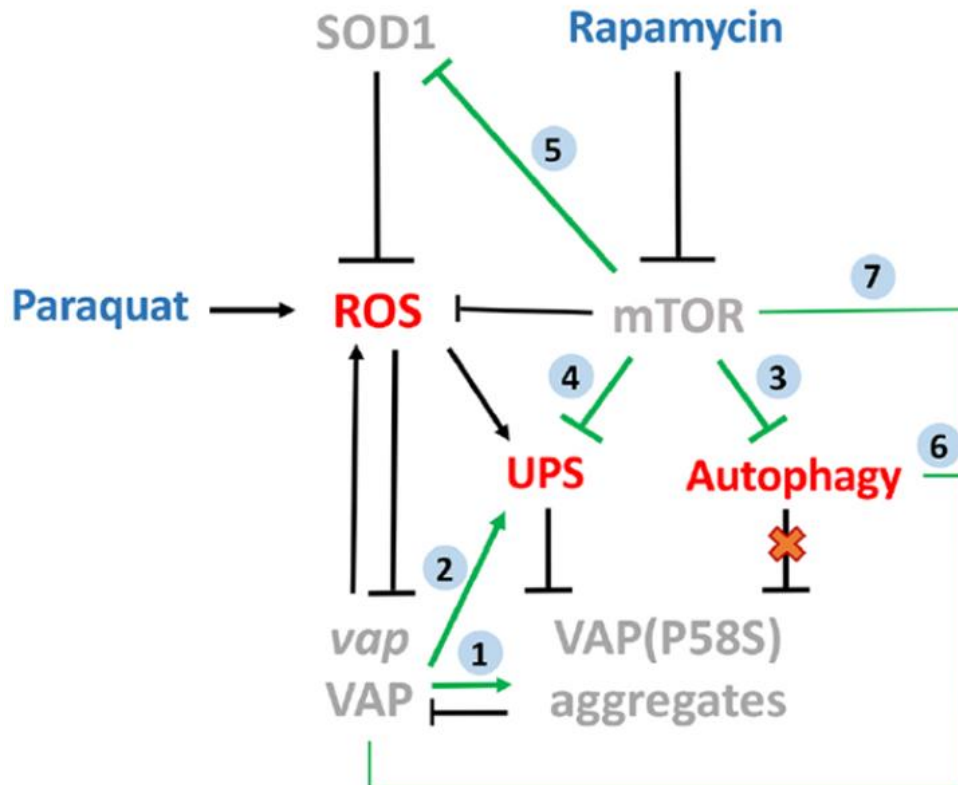 SOD1
Rapamycin
5
7
Paraquat
ROS
mTOR
4
3
6
UPS
Autophagy
2
vap
VAP(P58S)
1
VAP
aggregates